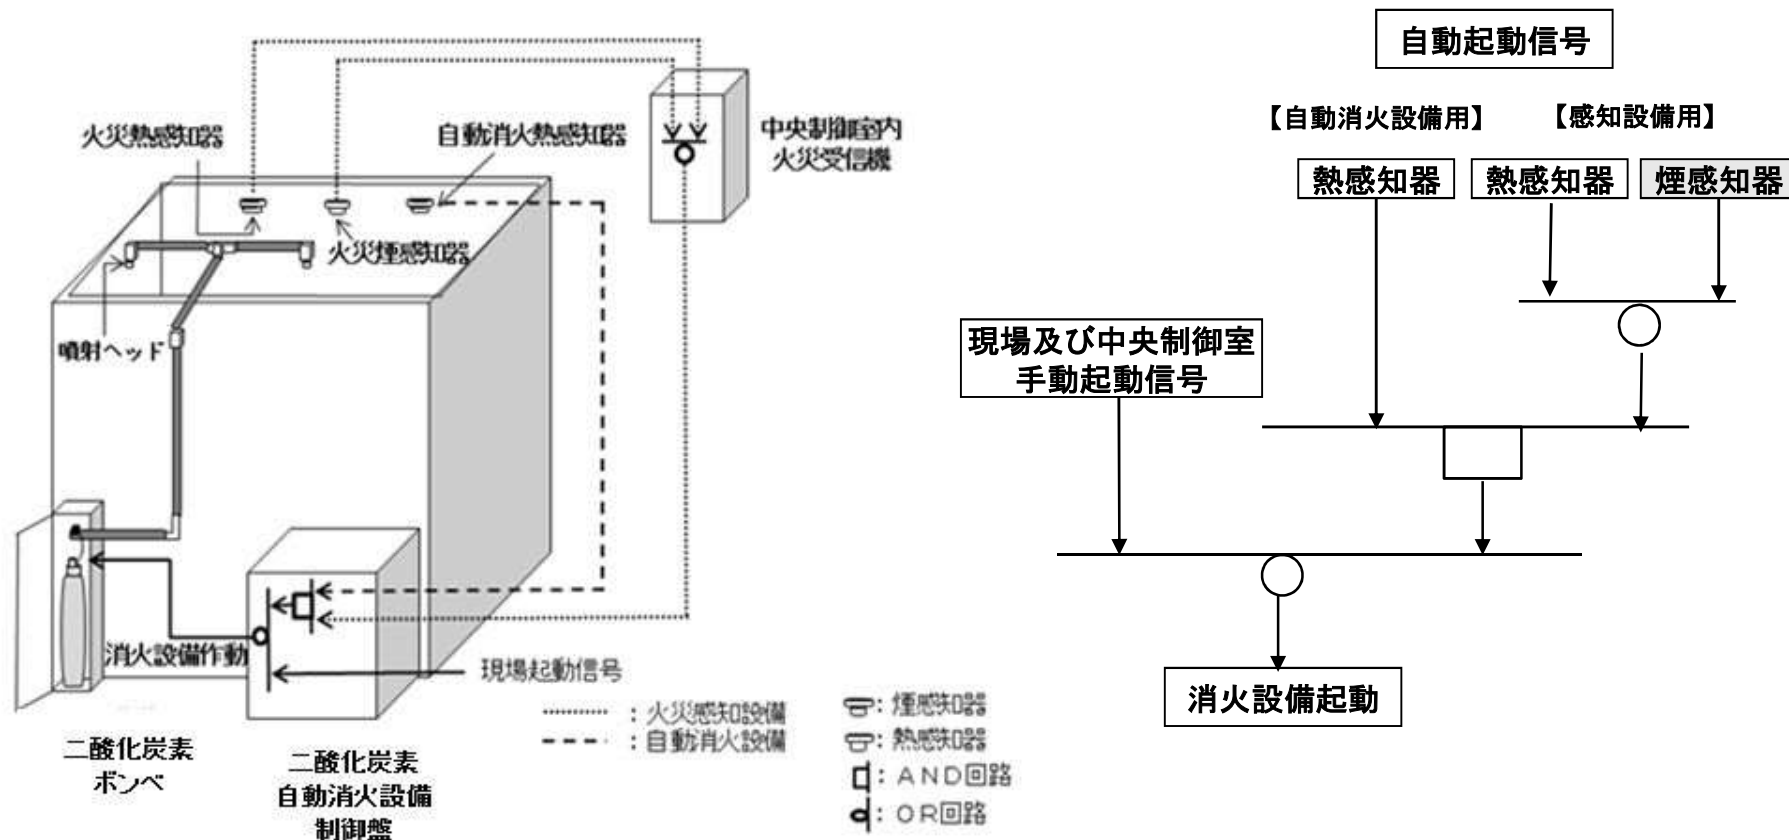 火災熱感知器
自動消火熱感知器
中央制御室内
火災受信機
火災煙感知器
噴射ヘッド
消火設備作動
現場起動信号
二酸化炭素
ボンベ
二酸化炭素
自動消火設備
制御盤
:火災感知設備
:自動消火設備
:煙感知器
:熱感知器
:AND回路
:OR回路
自動起動信号
【自動消火設備用】
【感知設備用】
熱感知器
熱感知器
煙感知器
現場及び中央制御室
手動起動信号
消火設備起動